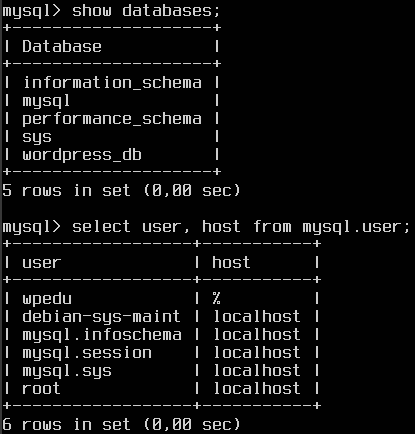 mysql> show databases;
+--------------------+
| Database           |
+--------------------+
| information_schema |
| mysql              |
| performance_schema |
| sys                |
| wordpress_db       |
+--------------------+
5 rows in set (0,00 sec)
mysql> select user, host from mysql.user;
+------------------+-----------+
| user             | host      |
+------------------+-----------+
| wpedu            | %         |
| debian-sys-maint | localhost |
| mysql.infoschema | localhost |
| mysql.session    | localhost |
| mysql.sys        | localhost |
| root             | localhost |
+------------------+-----------+
6 rows in set (0,00 sec)